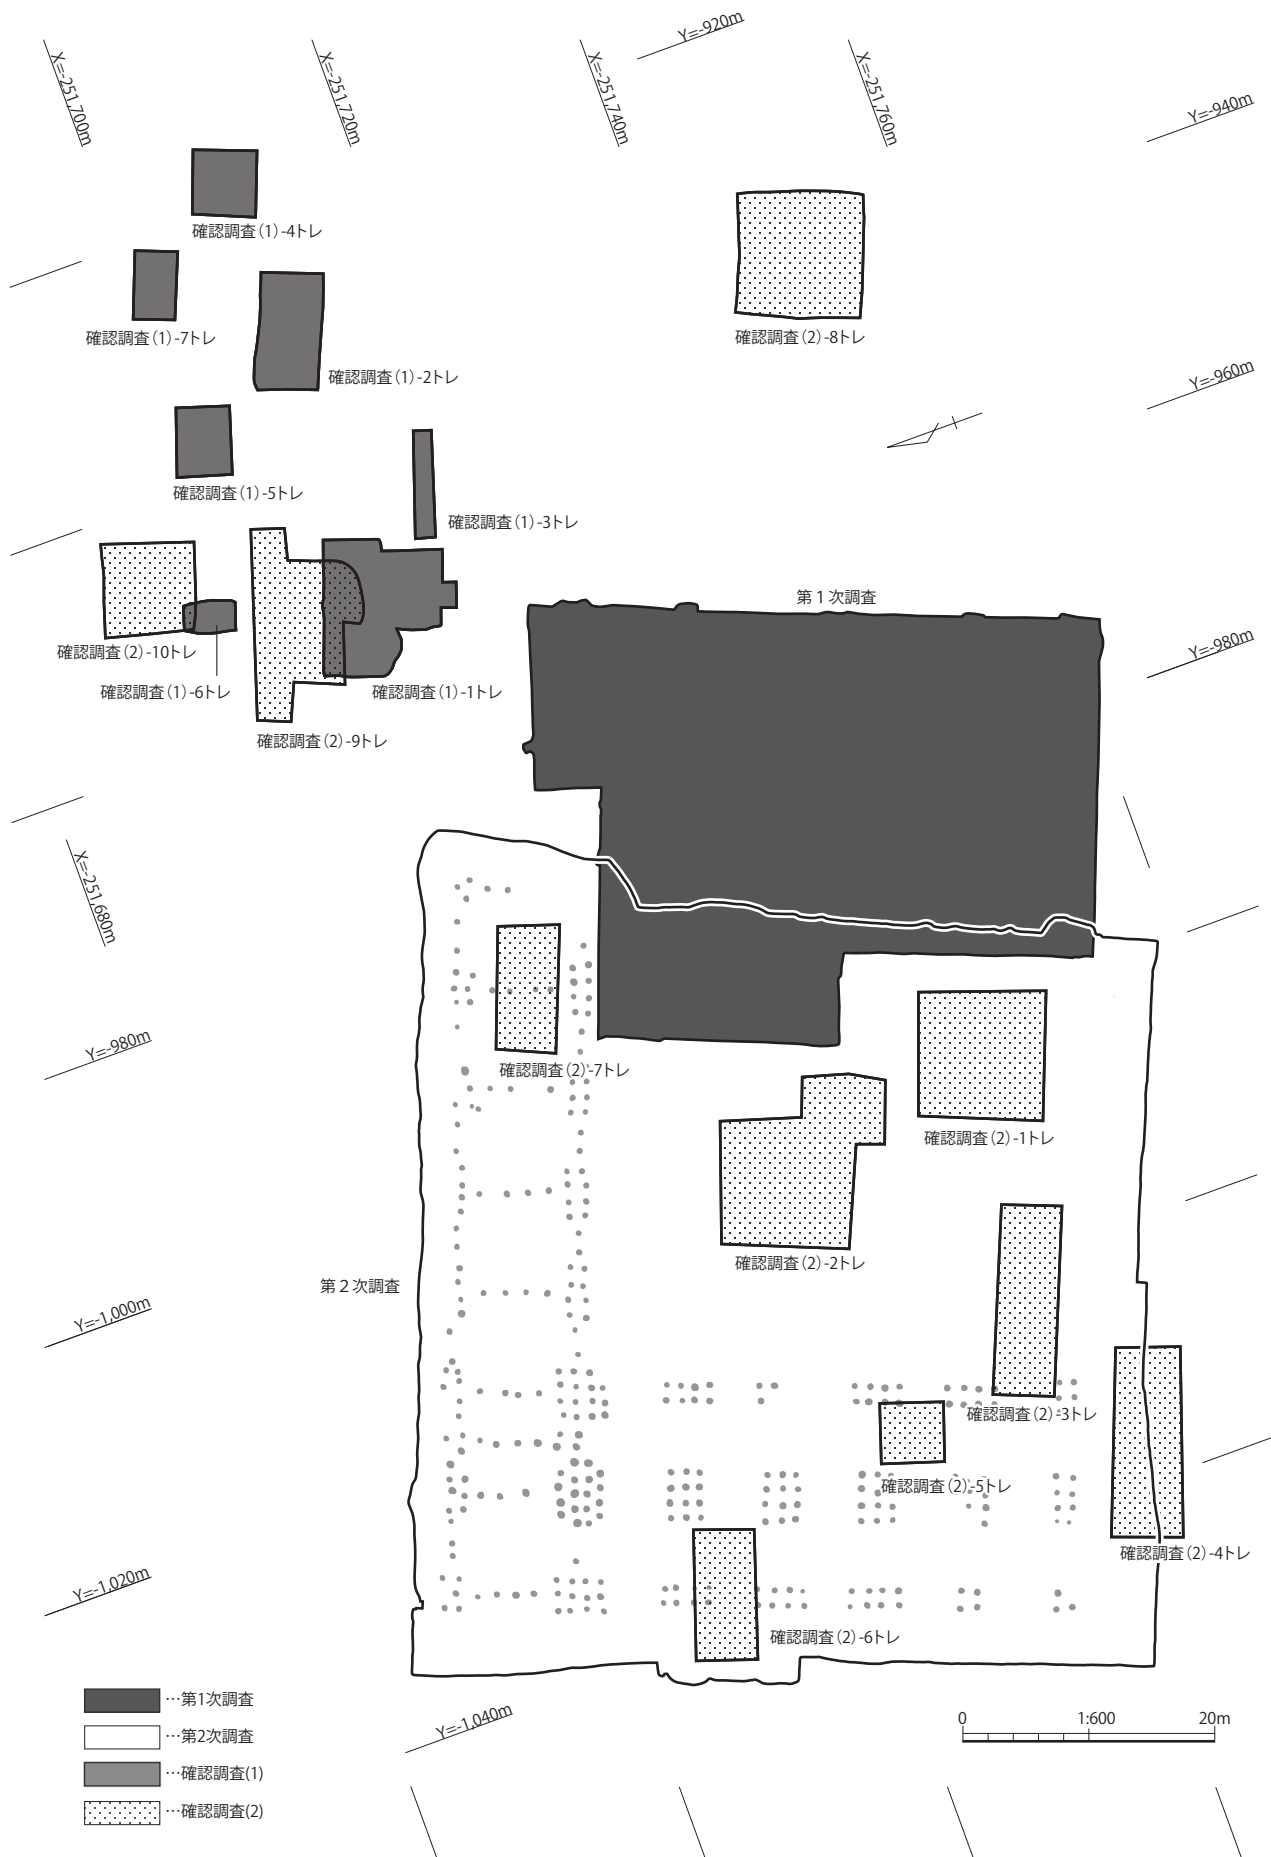 Y=-920m
X=-251,700m
X=-251,720m
X=-251,740m
X=-251,760m
Y=-940m
確認調査(1)-4トレ
確認調査(1)-7トレ
確認調査(2)-8トレ
確認調査(1)-2トレ
Y=-960m
確認調査(1)-5トレ
確認調査(1)-3トレ
第1次調査
Y=-980m
確認調査(2)-10トレ
確認調査(1)-6トレ
確認調査(1)-1トレ
確認調査(2)-9トレ
X=-251,680m
Y=-980m
確認調査(2)-7トレ
確認調査(2)-1トレ
確認調査(2)-2トレ
第2次調査
Y=-1,000m
確認調査(2)-3トレ
確認調査(2)-5トレ
確認調査(2)-4トレ
Y=-1,020m
確認調査(2)-6トレ
…第1次調査
…第2次調査
…確認調査(1)
…確認調査(2)
Y=-1,040m
0 1:600 20m